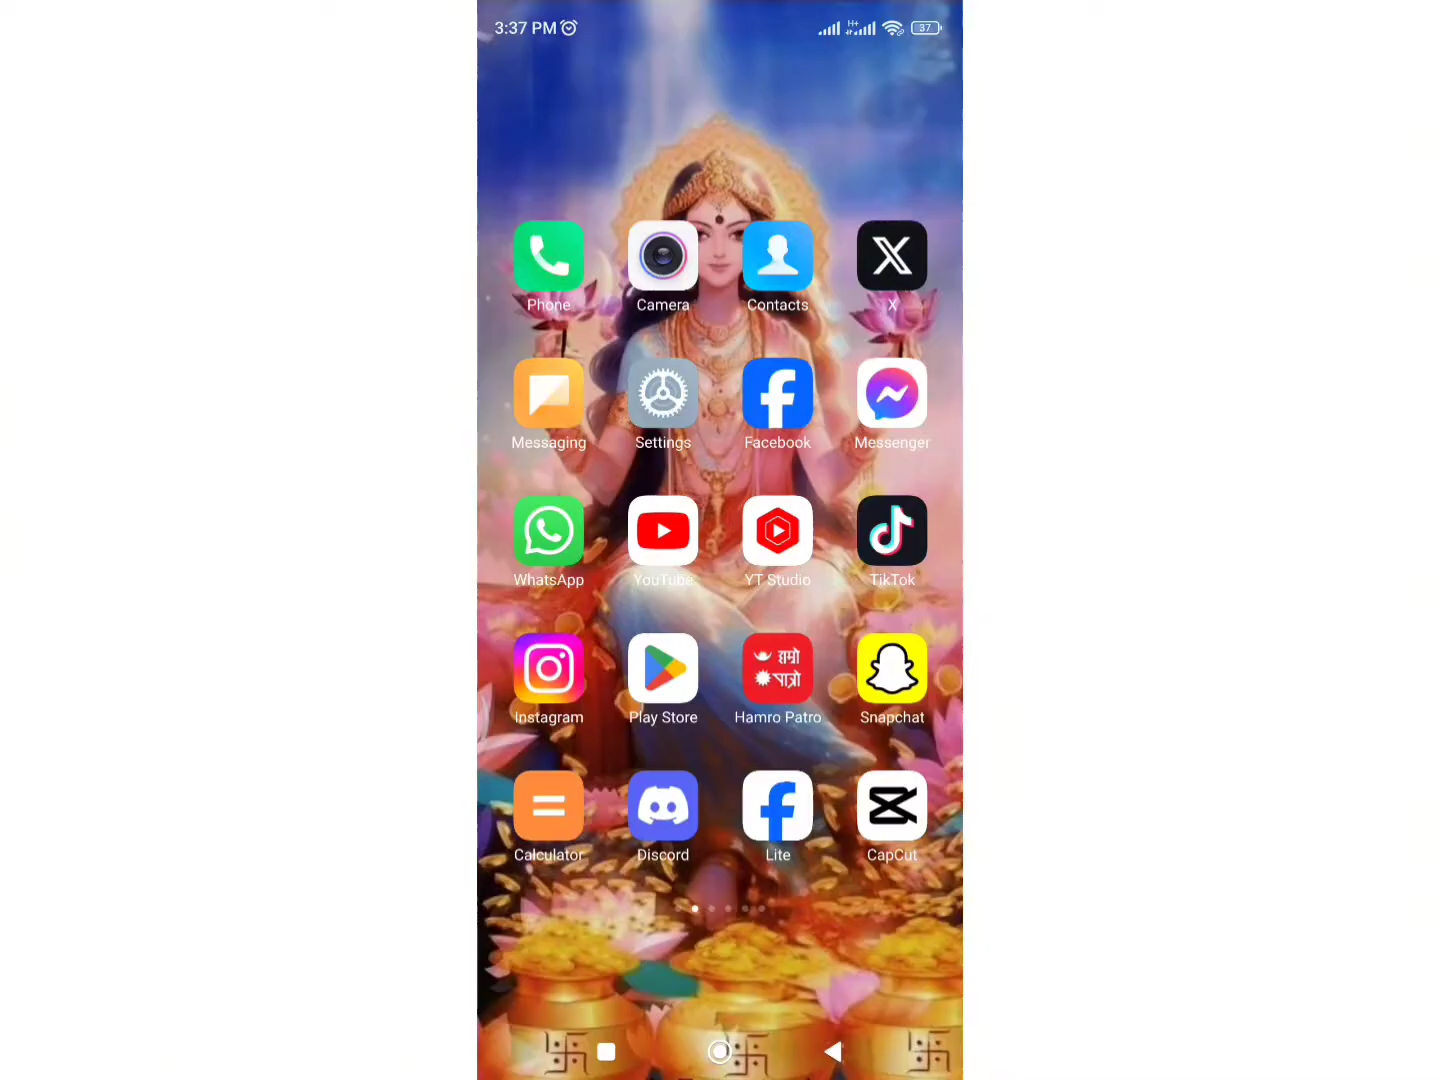 3:37 PM
H+
37
Phone
Camera
Contacts
X
Messaging
Settings
Facebook
Messenger
WhatsApp
YouTube
YT Studio
TikTok
हाम्रो
पात्रो
Instagram
Play Store
Hamro Patro
Snapchat
Calculator
Discord
Lite
CapCut